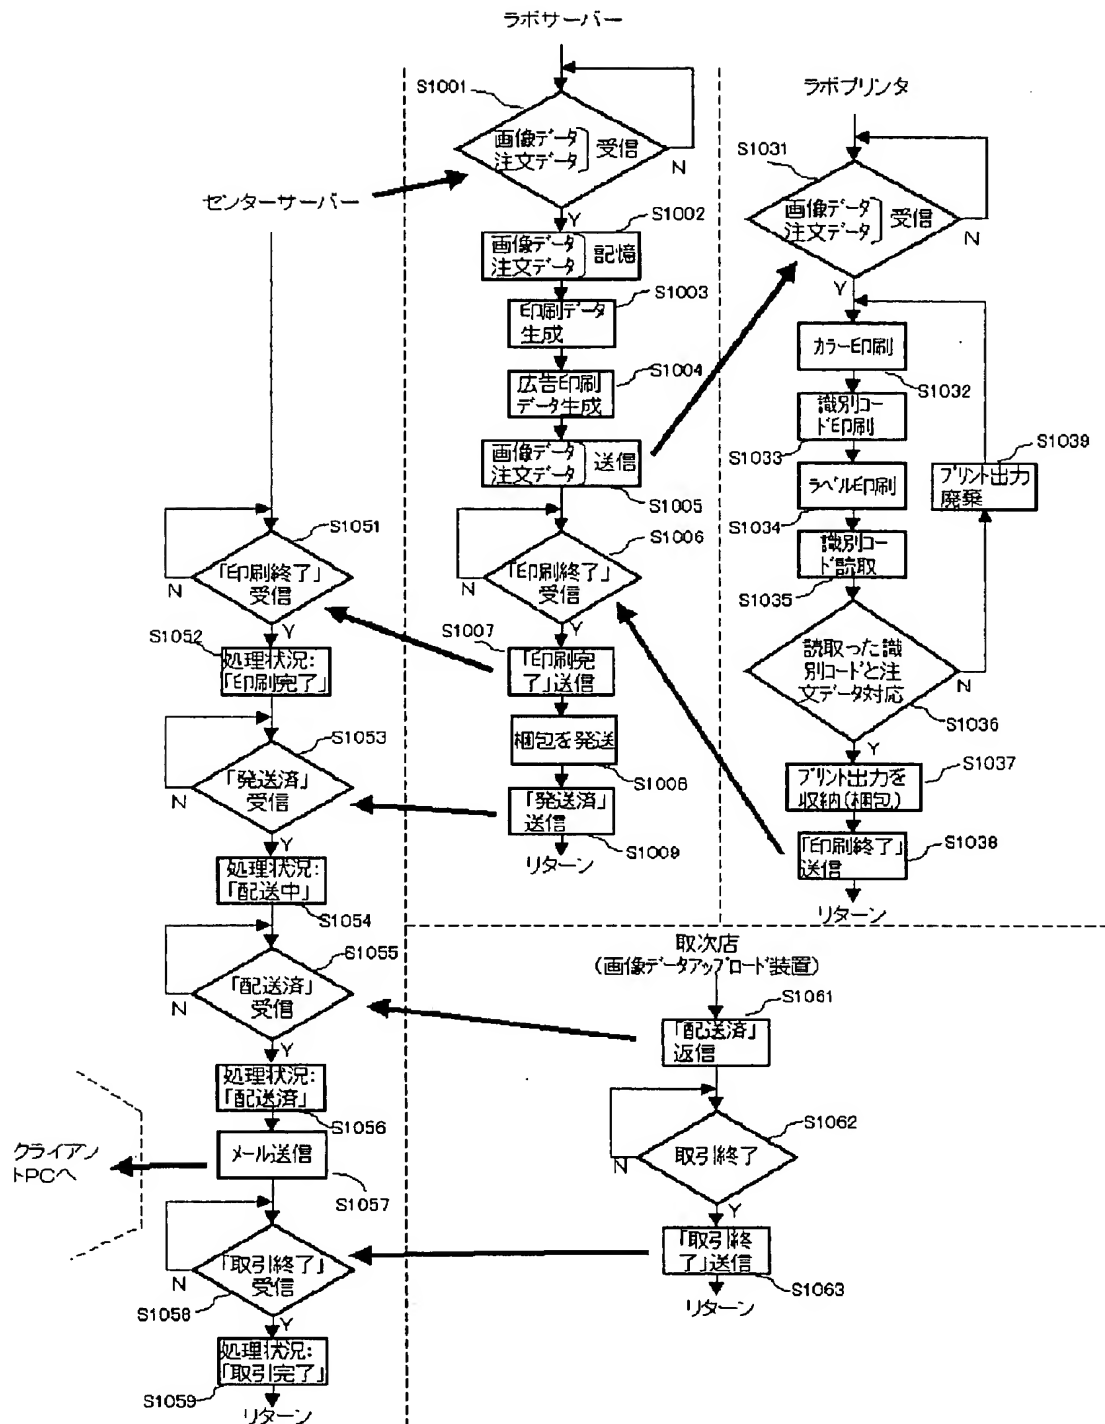 ラボサーバー
S1001
画像データ
注文データ
受信
N
Y
S1002
画像データ
注文データ
記憶
S1003
印刷データ
生成
S1004
広告印刷
データ生成
画像データ
注文データ
送信
S1005
S1006
「印刷終了」
受信
N
Y
S1007
「印刷完
了」送信
梱包を発送
S1008
「発送済」
送信
S1009
リターン
ラボプリンタ
S1031
画像データ
注文データ
受信
N
Y
カラー印刷
S1032
識別コー
ド印刷
S1033
ラベル印刷
S1034
識別コー
ド読取
S1035
読取った識
別コードと注
文データ対応
N
S1036
Y
S1039
プリント出力
廃棄
S1037
プリント出力を
収納(梱包)
「印刷終了」
送信
S1038
リターン
センターサーバー
S1051
「印刷終了」
受信
N
Y
S1052
処理状況:
「印刷完了」
S1053
「発送済」
受信
N
Y
処理状況:
「配送中」
S1054
S1055
「配送済」
受信
N
Y
処理状況:
「配送済」
S1056
メール送信
S1057
クライアン
トPCへ
「取引終了」
受信
N
S1058
Y
処理状況:
「取引完了」
S1059
リターン
取次店
(画像データアップロード装置)
S1061
「配送済」
返信
S1062
取引終了
N
Y
「取引終
了」送信
S1063
リターン